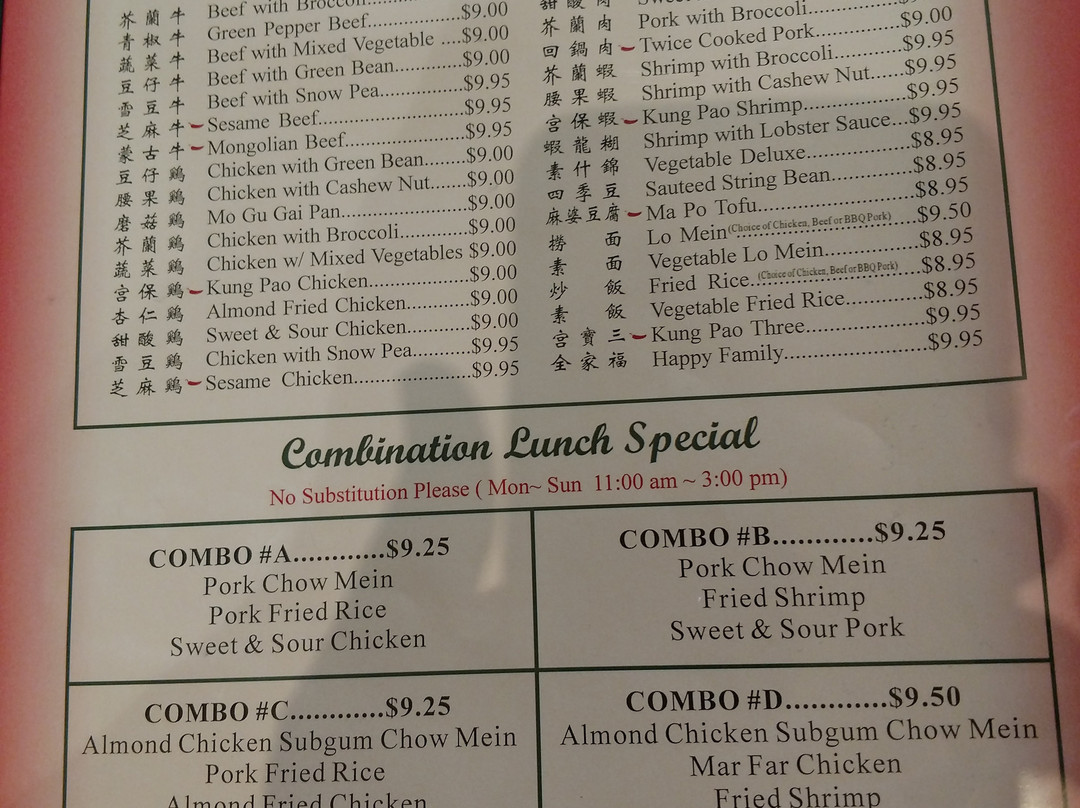 芥蘭牛 Beef with Broccoli
青椒牛 Green Pepper Beef....................$9.00
蔬菜牛 Beef with Mixed Vegetable ....$9.00
豆仔牛 Beef with Green Bean............$9.00
雪豆牛 Beef with Snow Pea...............$9.95
芝麻牛 Sesame Beef.........................$9.95
蒙古牛 Mongolian Beef.....................$9.95
豆仔鷄 Chicken with Green Bean.......$9.00
腰果鷄 Chicken with Cashew Nut......$9.00
磨菇鷄 Mo Gu Gai Pan.....................$9.00
芥蘭鷄 Chicken with Broccoli...........$9.00
蔬菜鷄 Chicken w/ Mixed Vegetables $9.00
宮保鷄 Kung Pao Chicken................$9.00
杏仁鷄 Almond Fried Chicken..........$9.00
甜酸鷄 Sweet & Sour Chicken..........$9.00
雪豆鷄 Chicken with Snow Pea.........$9.95
芝麻鷄 Sesame Chicken...................$9.95
甜酸肉
芥蘭肉 Pork with Broccoli..............$9.00
回鍋肉 Twice Cooked Pork.............$9.00
芥蘭蝦 Shrimp with Broccoli..........$9.95
腰果蝦 Shrimp with Cashew Nut......$9.95
宮保蝦 Kung Pao Shrimp................$9.95
蝦龍糊 Shrimp with Lobster Sauce...$9.95
素什錦 Vegetable Deluxe................$8.95
四季豆 Sauteed String Bean............$8.95
麻婆豆腐 Ma Po Tofu.......................$8.95
撈面 Lo Mein(Choice of Chicken, Beef or BBQ Pork)....$9.50
素面 Vegetable Lo Mein...............$8.95
炒飯 Fried Rice..(Choice of Chicken, Beef or BBQ Pork)....$8.95
素飯 Vegetable Fried Rice............$8.95
宮寶三 Kung Pao Three..................$9.95
全家福 Happy Family.....................$9.95
Combination Lunch Special
No Substitution Please ( Mon~ Sun 11:00 am ~ 3:00 pm)
COMBO #A............$9.25
Pork Chow Mein
Pork Fried Rice
Sweet & Sour Chicken
COMBO #B............$9.25
Pork Chow Mein
Fried Shrimp
Sweet & Sour Pork
COMBO #C............$9.25
Almond Chicken Subgum Chow Mein
Pork Fried Rice
Almond Fried Chicken
COMBO #D............$9.50
Almond Chicken Subgum Chow Mein
Mar Far Chicken
Fried Shrimp